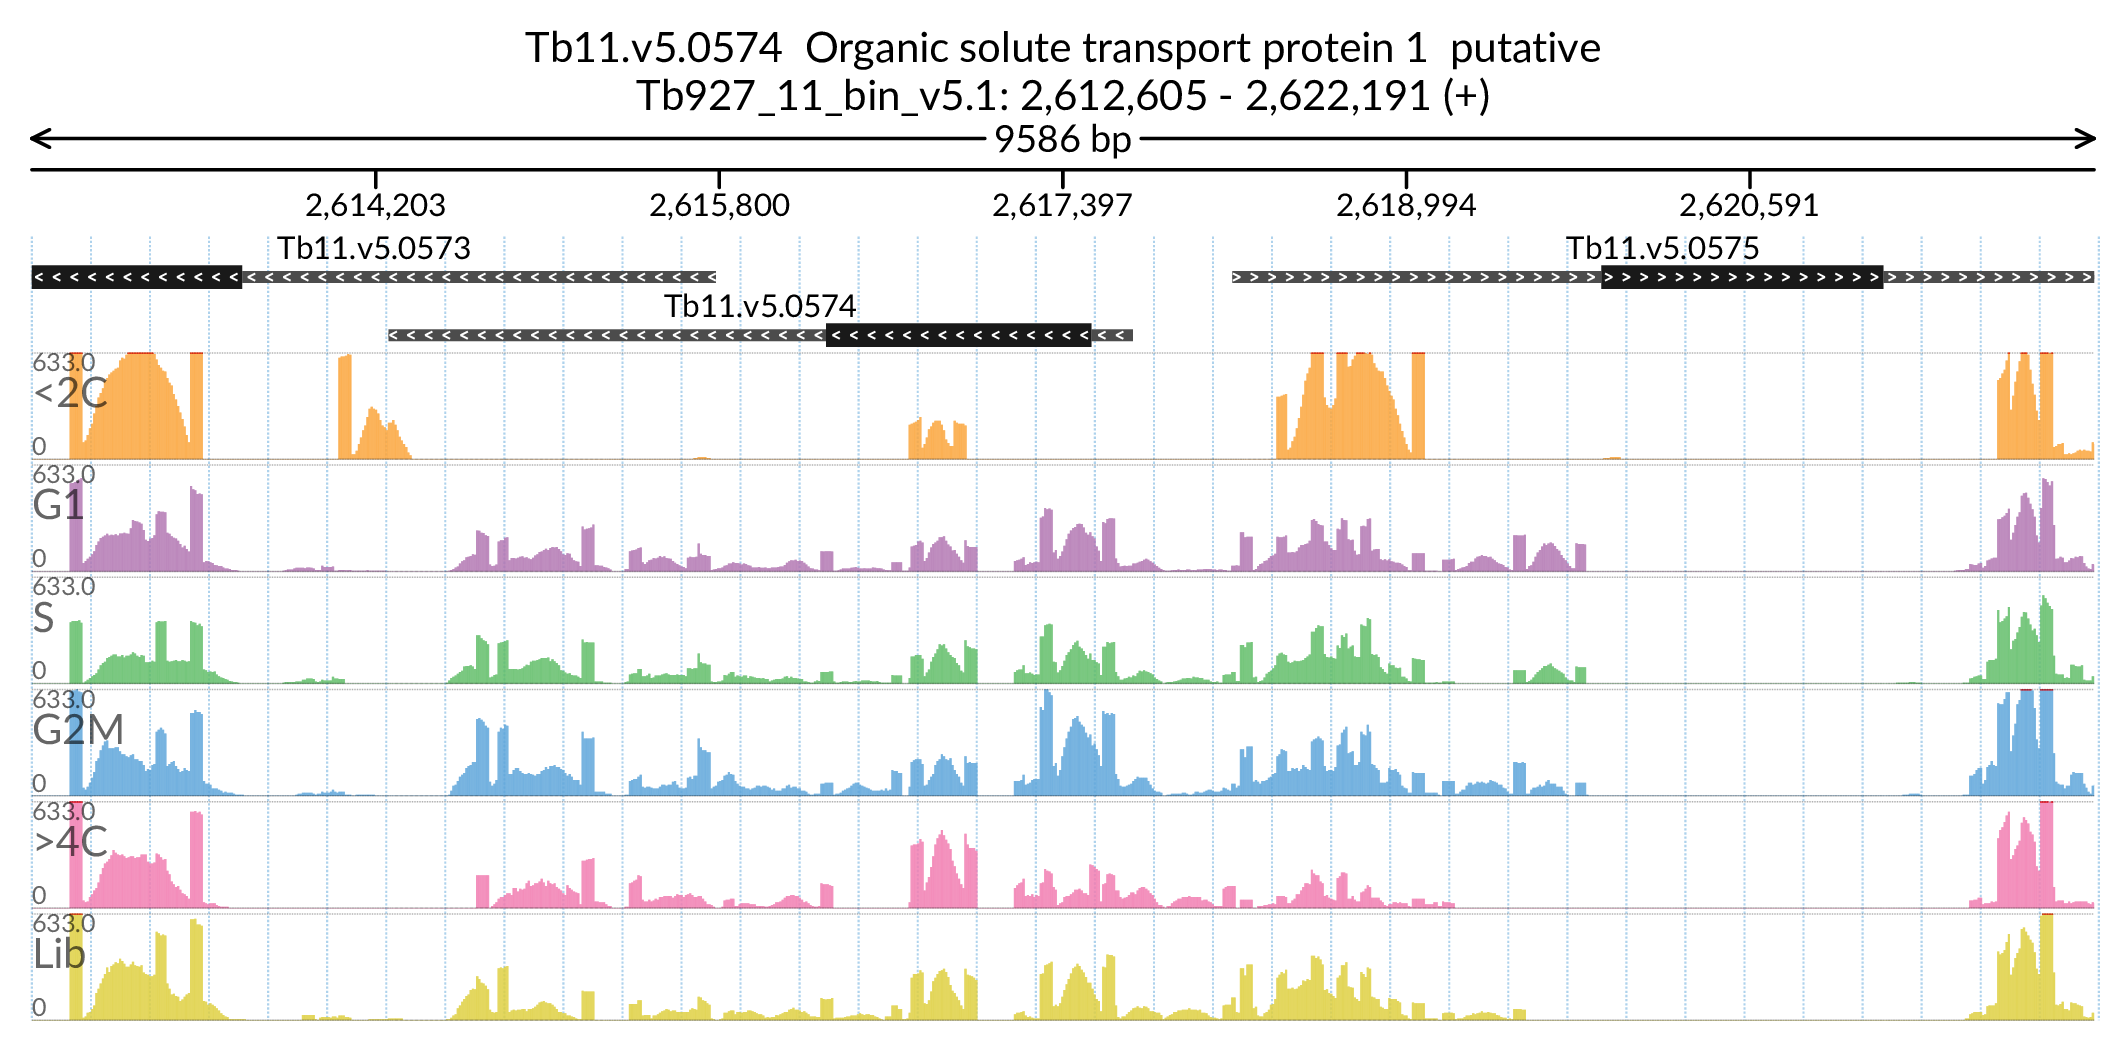 Tb11.v5.0574 Organic solute transport protein 1 putative
Tb927_11_bin_v5.1: 2,612,605 - 2,622,191 (+)
9586 bp
2,614,203 2,615,800 2,617,397 2,618,994 2,620,591
Tb11.v5.0573 Tb11.v5.0575
Tb11.v5.0574
633.0
<2C
0
633.0
G1
0
633.0
S
0
633.0
G2M
0
633.0
>4C
0
633.0
Lib
0